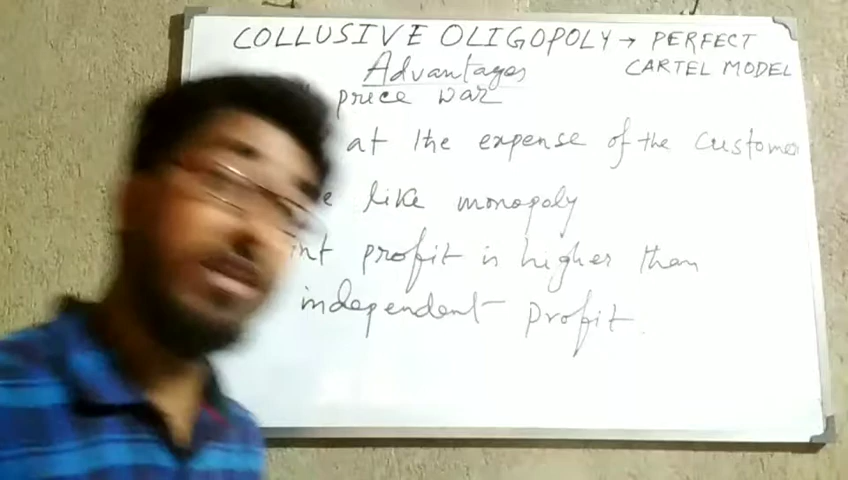 COLLUSIVE OLIGOPOLY → PERFECT
CARTEL MODEL
Advantages
price war
at the expense of the customer
like monopoly
profit is higher than
independent profit.